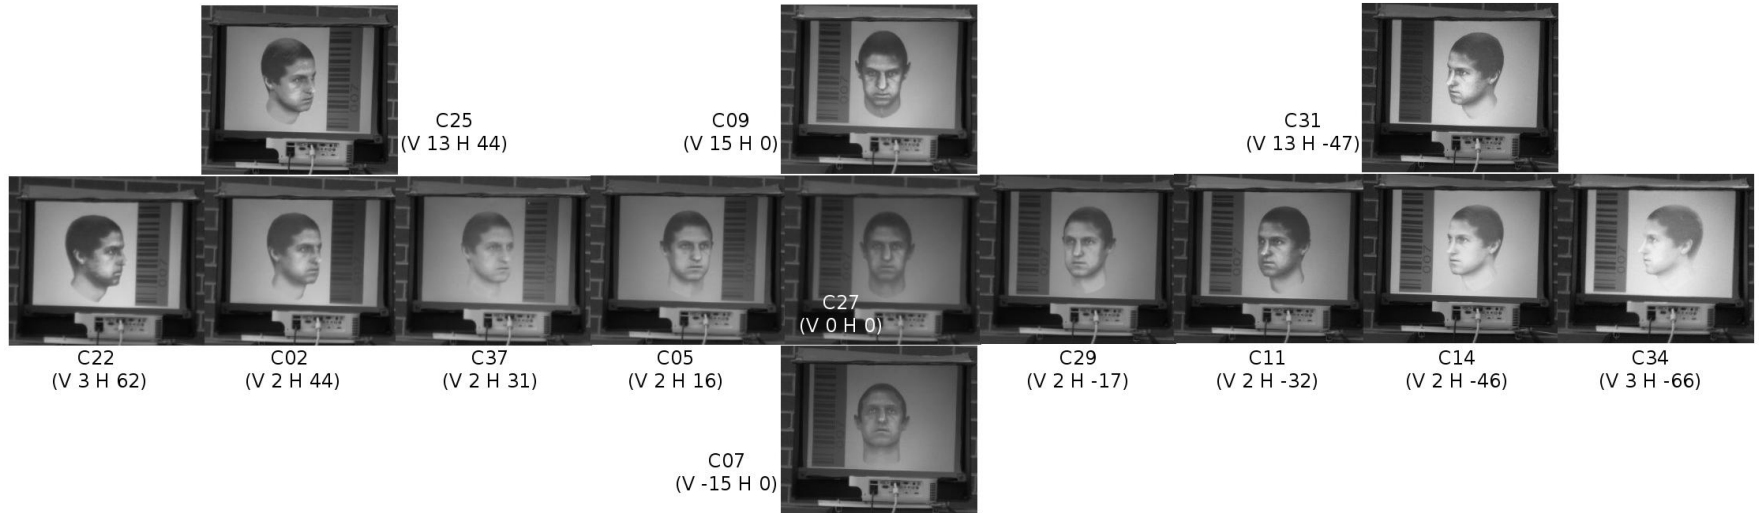 C25
(V 13 H 44)
C09
(V 15 H 0)
C31
(V 13 H -47)
C27
(V 0 H 0)
C22
(V 3 H 62)
C02
(V 2 H 44)
C37
(V 2 H 31)
C05
(V 2 H 16)
C29
(V 2 H -17)
C11
(V 2 H -32)
C14
(V 2 H -46)
C34
(V 3 H -66)
C07
(V -15 H 0)